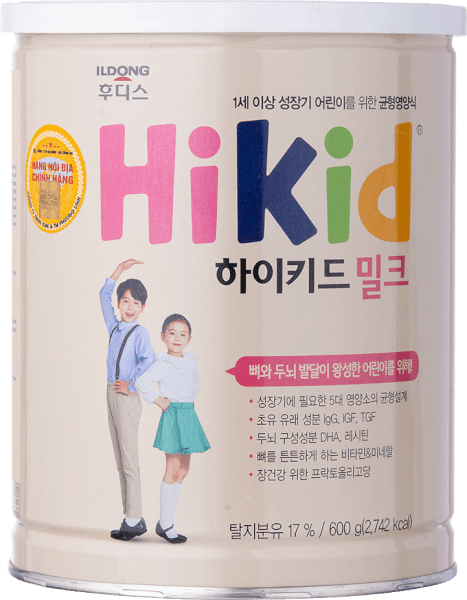 ILDONG
후디스
1세 이상 성장기 어린이를 위한 균형영양식
HiKid®
하이키드 밀크
HÀNG NỘI ĐỊA
CHÍNH HÃNG
뼈와 두뇌 발달이 왕성한 어린이를 위해!
• 성장기에 필요한 5대 영양소의 균형설계
• 초유 유래 성분 IgG, IGF, TGF
• 두뇌 구성성분 DHA, 레시틴
• 뼈를 튼튼하게 하는 비타민&미네랄
• 장건강 위한 프락토올리고당
탈지분유 17 % / 600 g(2,742 kcal)